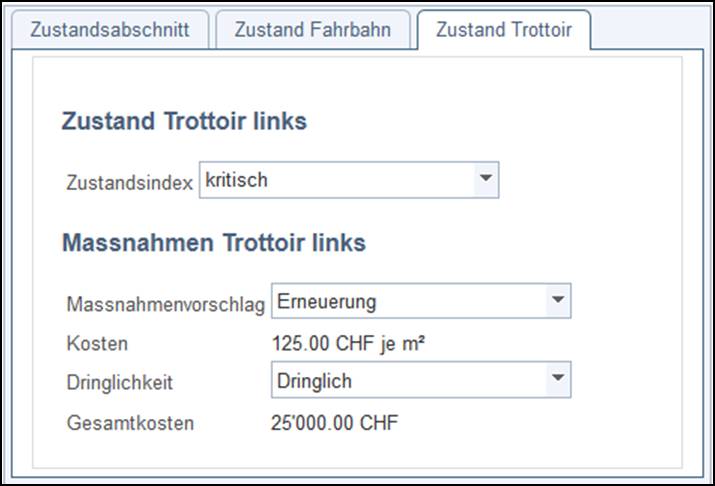 Zustandsabschnitt Zustand Fahrbahn Zustand Trottoir
Zustand Trottoir links
Zustandsindex kritisch
Massnahmen Trottoir links
Massnahmenvorschlag Erneuerung
Kosten 125.00 CHF je m²
Dringlichkeit Dringlich
Gesamtkosten 25'000.00 CHF